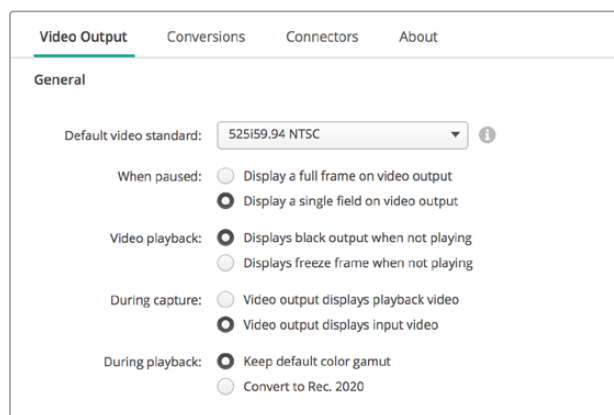 Video Output Conversions Connectors About
General
Default video standard: 525i59.94 NTSC
When paused: Display a full frame on video output
Display a single field on video output
Video playback: Displays black output when not playing
Displays freeze frame when not playing
During capture: Video output displays playback video
Video output displays input video
During playback: Keep default color gamut
Convert to Rec. 2020